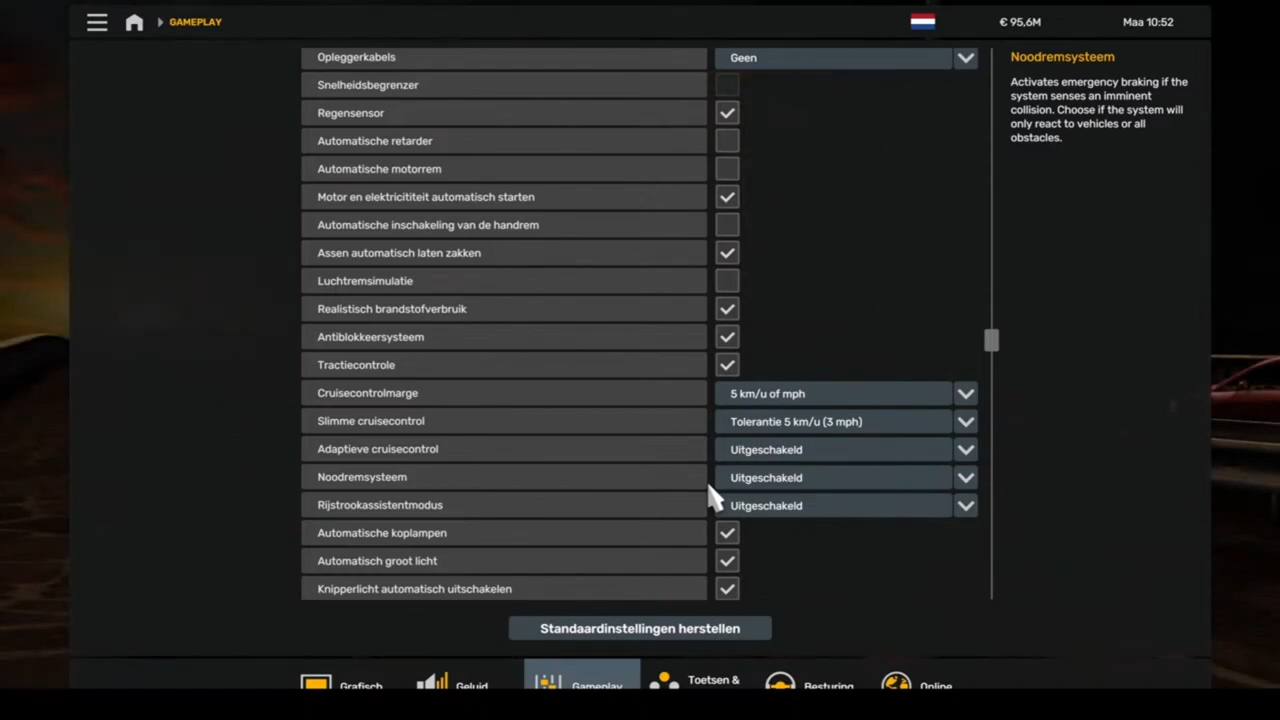 GAMEPLAY
€ 95,6M
Maa 10:52
Opleggerkabels
Geen
Snelheidsbegrenzer
Regensensor
Automatische retarder
Automatische motorrem
Motor en elektricititeit automatisch starten
Automatische inschakeling van de handrem
Assen automatisch laten zakken
Luchtremsimulatie
Realistisch brandstofverbruik
Antiblokkeersysteem
Tractiecontrole
Cruisecontrolmarge
5 km/u of mph
Slimme cruisecontrol
Tolerantie 5 km/u (3 mph)
Adaptieve cruisecontrol
Uitgeschakeld
Noodremsysteem
Uitgeschakeld
Rijstrookassistentmodus
Uitgeschakeld
Automatische koplampen
Automatisch groot licht
Knipperlicht automatisch uitschakelen
Noodremsysteem
Activates emergency braking if the
system senses an imminent
collision. Choose if the system will
only react to vehicles or all
obstacles.
Standaardinstellingen herstellen
Grafisch
Geluid
Gameplay
Toetsen &
Besturing
Online